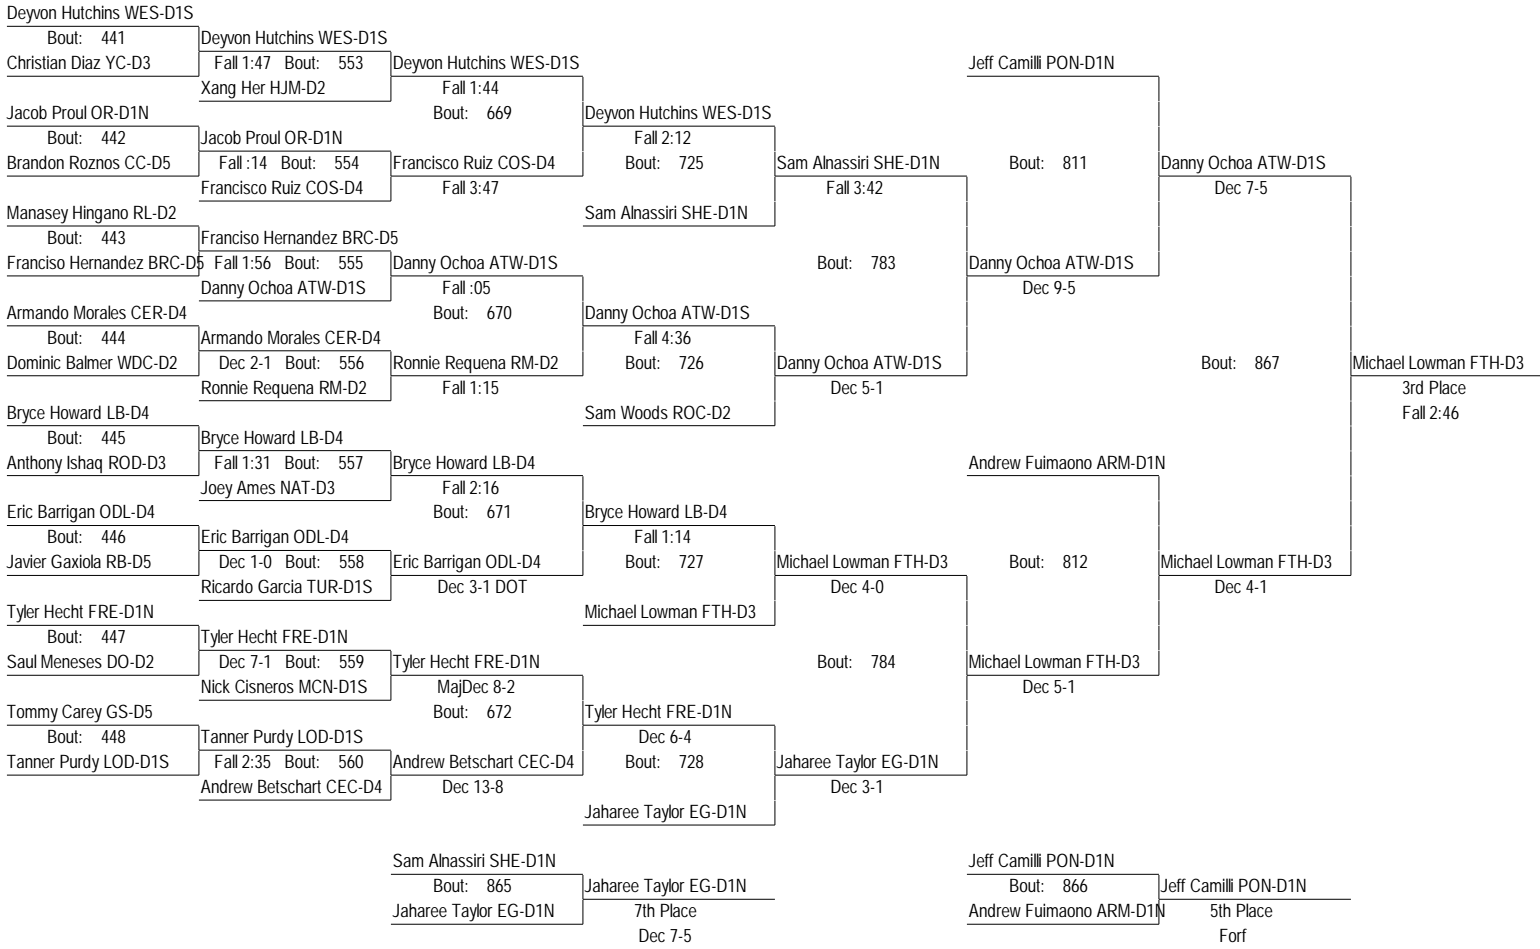 Deyvon Hutchins WES-D1S
Bout: 441 Deyvon Hutchins WES-D1S
Christian Diaz YC-D3 Fall 1:47 Bout: 553 Deyvon Hutchins WES-D1S Jeff Camilli PON-D1N
Xang Her HJM-D2 Fall 1:44
Jacob Proul OR-D1N Bout: 669 Deyvon Hutchins WES-D1S
Bout: 442 Jacob Proul OR-D1N Fall 2:12
Brandon Roznos CC-D5 Fall :14 Bout: 554 Francisco Ruiz COS-D4 Bout: 725 Sam Alnassiri SHE-D1N Bout: 811 Danny Ochoa ATW-D1S
Francisco Ruiz COS-D4 Fall 3:47 Fall 3:42 Dec 7-5
Manasey Hingano RL-D2 Sam Alnassiri SHE-D1N
Bout: 443 Franciso Hernandez BRC-D5
Franciso Hernandez BRC-D5 Fall 1:56 Bout: 555 Danny Ochoa ATW-D1S Bout: 783 Danny Ochoa ATW-D1S
Danny Ochoa ATW-D1S Fall :05 Dec 9-5
Armando Morales CER-D4 Bout: 670 Danny Ochoa ATW-D1S
Bout: 444 Armando Morales CER-D4 Fall 4:36
Dominic Balmer WDC-D2 Dec 2-1 Bout: 556 Ronnie Requena RM-D2 Bout: 726 Danny Ochoa ATW-D1S Bout: 867 Michael Lowman FTH-D3
Ronnie Requena RM-D2 Fall 1:15 Dec 5-1 3rd Place
Bryce Howard LB-D4 Sam Woods ROC-D2 Fall 2:46
Bout: 445 Bryce Howard LB-D4
Anthony Ishaq ROD-D3 Fall 1:31 Bout: 557 Bryce Howard LB-D4 Andrew Fuimaono ARM-D1N
Joey Ames NAT-D3 Fall 2:16
Eric Barrigan ODL-D4 Bout: 671 Bryce Howard LB-D4
Bout: 446 Eric Barrigan ODL-D4 Fall 1:14
Javier Gaxiola RB-D5 Dec 1-0 Bout: 558 Eric Barrigan ODL-D4 Bout: 727 Michael Lowman FTH-D3 Bout: 812 Michael Lowman FTH-D3
Ricardo Garcia TUR-D1S Dec 3-1 DOT Dec 4-0 Dec 4-1
Tyler Hecht FRE-D1N Michael Lowman FTH-D3
Bout: 447 Tyler Hecht FRE-D1N
Saul Meneses DO-D2 Dec 7-1 Bout: 559 Tyler Hecht FRE-D1N Bout: 784 Michael Lowman FTH-D3
Nick Cisneros MCN-D1S MajDec 8-2 Dec 5-1
Tommy Carey GS-D5 Bout: 672 Tyler Hecht FRE-D1N
Bout: 448 Tanner Purdy LOD-D1S Dec 6-4
Tanner Purdy LOD-D1S Fall 2:35 Bout: 560 Andrew Betschart CEC-D4 Bout: 728 Jaharee Taylor EG-D1N
Andrew Betschart CEC-D4 Dec 13-8 Dec 3-1
Jaharee Taylor EG-D1N
Sam Alnassiri SHE-D1N Jeff Camilli PON-D1N
Bout: 865 Jaharee Taylor EG-D1N Bout: 866 Jeff Camilli PON-D1N
Jaharee Taylor EG-D1N 7th Place Andrew Fuimaono ARM-D1N 5th Place
Dec 7-5 Forf